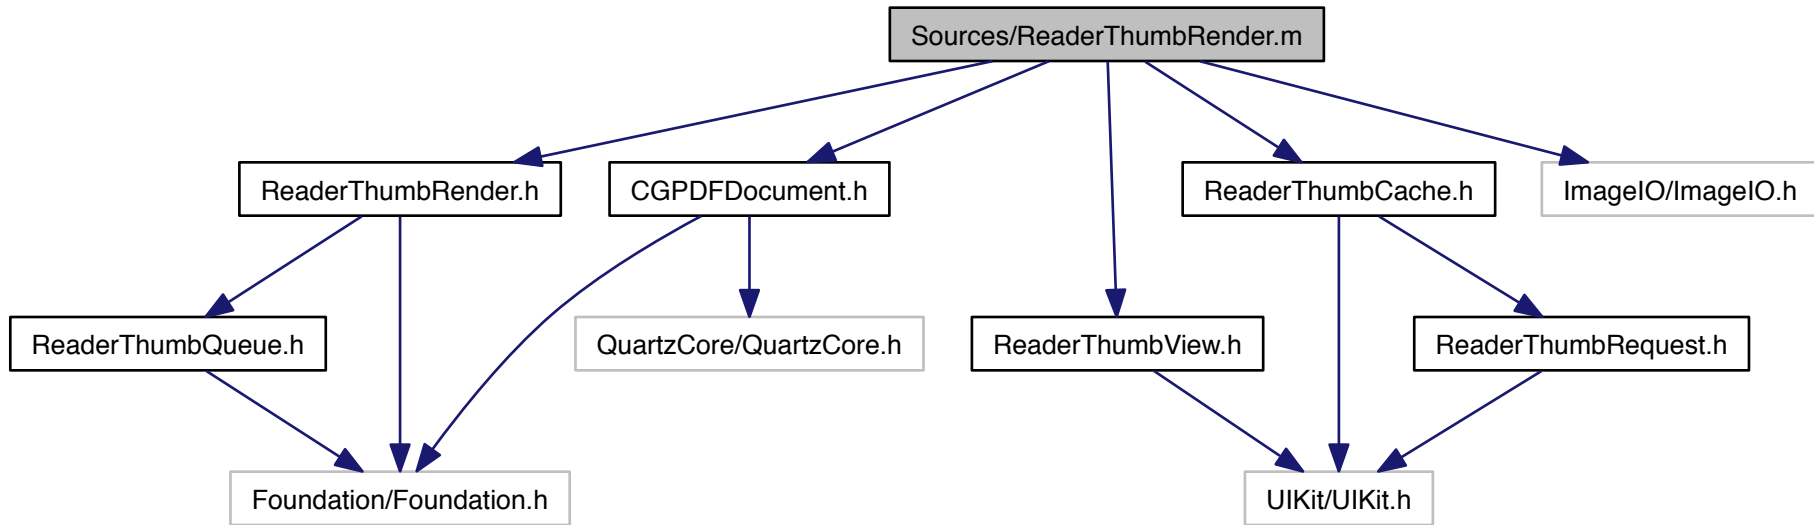 Sources/ReaderThumbRender.m
ReaderThumbRender.h
CGPDFDocument.h
ReaderThumbCache.h
ImageIO/ImageIO.h
ReaderThumbQueue.h
QuartzCore/QuartzCore.h
ReaderThumbView.h
ReaderThumbRequest.h
Foundation/Foundation.h
UIKit/UIKit.h